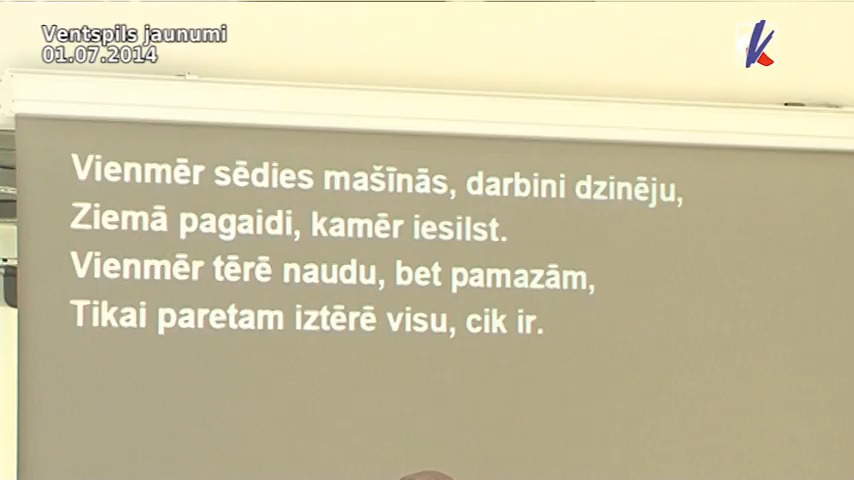 Ventspils jaunumi
01.07.2014
Vienmēr sēdies mašīnās, darbini dzinēju,
Ziemā pagaidi, kamēr iesilst.
Vienmēr tērē naudu, bet pamazām,
Tikai paretam iztērē visu, cik ir.